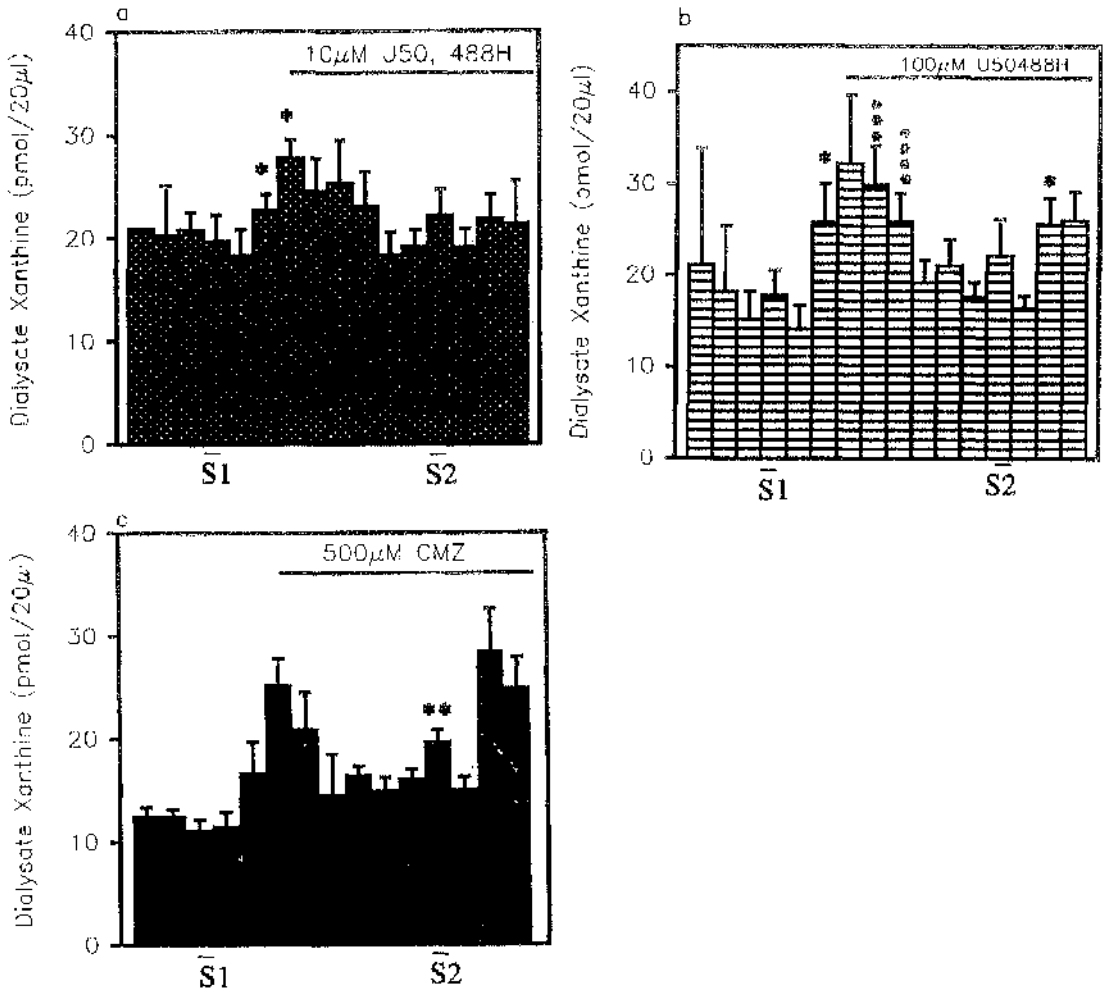 a
40
30
20
10
0
Dialysate Xanthine (pmol/20μl)
10μM U50, 488H
*
*
S1
S2
b
40
30
20
10
0
Dialysate Xanthine (pmol/20μl)
100μM U50488H
*
****
****
*
S1
S2
c
40
30
20
10
0
Dialysate Xanthine (pmol/20μl)
500μM CMZ
**
S1
S2